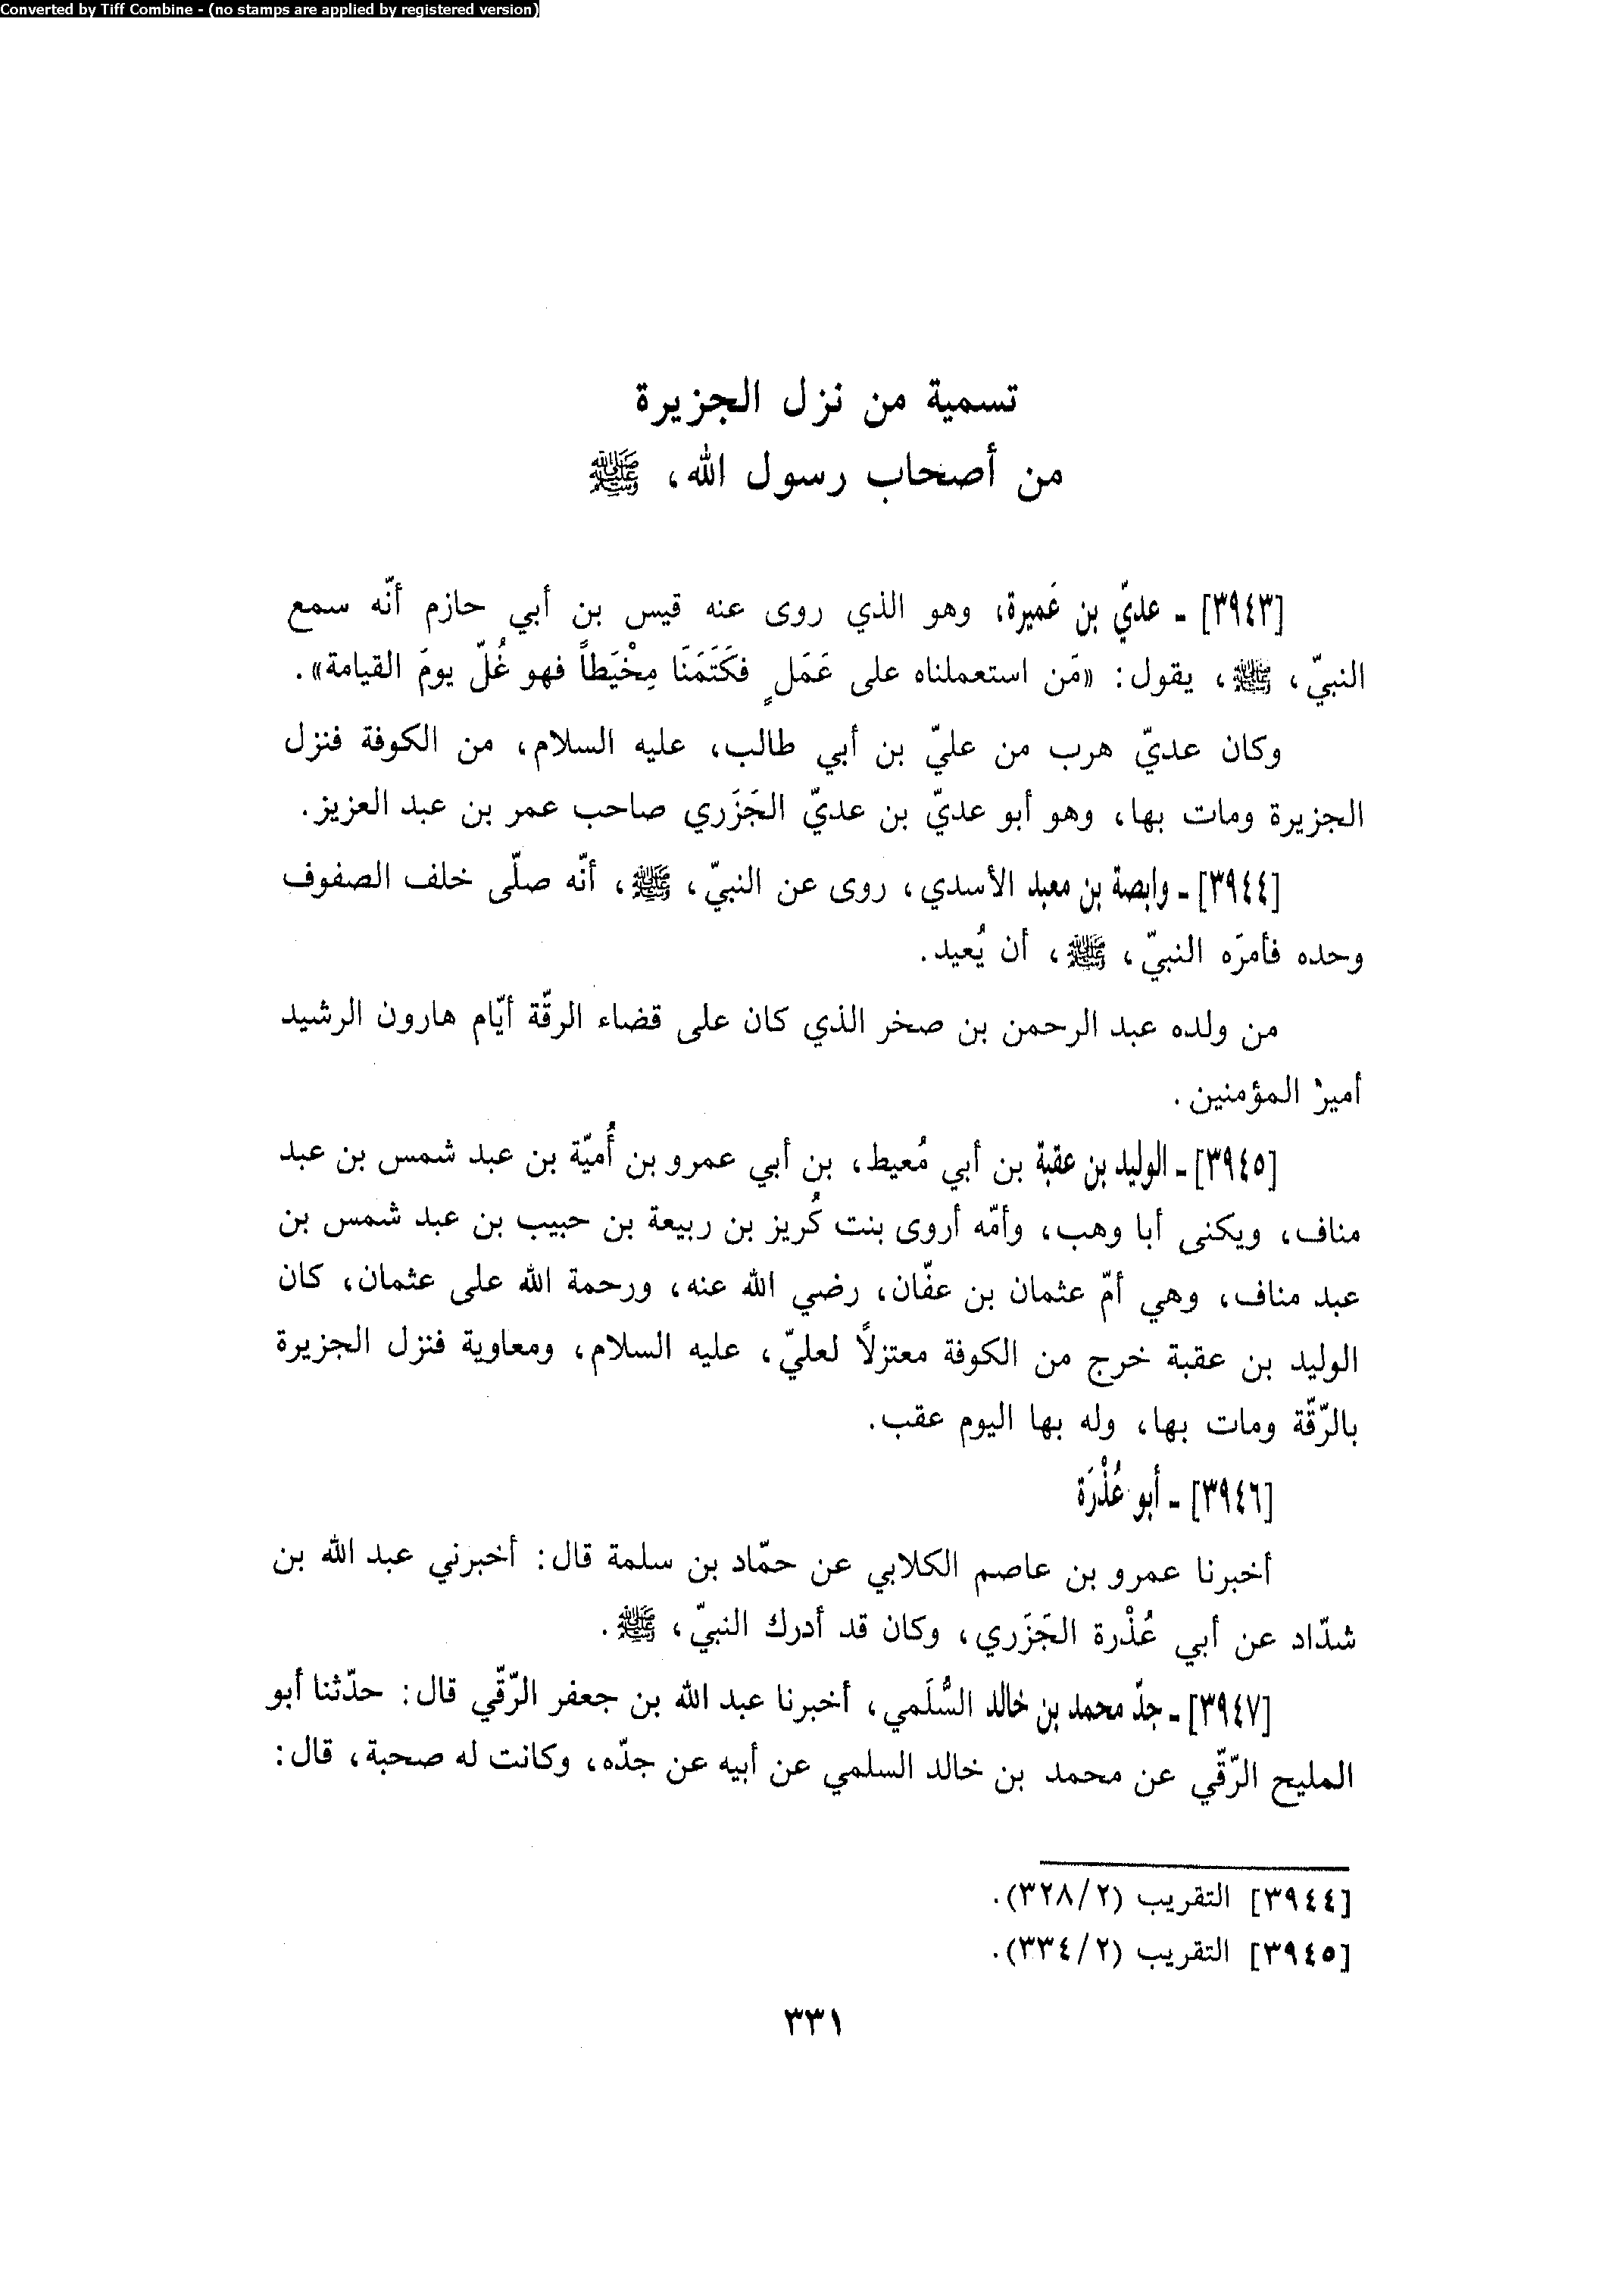 Converted by Tiff Combine - (no stamps are applied by registered version)
تسمية من نزل الجزيرة
من أصحاب رسول الله، ﷺ
[٣٩٤٣] ـ عديّ بن عَميرة، وهو الذي روى عنه قيس بن أبي حازم أنّه سمع
النبيّ، ﷺ، يقول: «مَن استعملناه على عَمَلٍ فكَتَمَنَا مِخْيَطاً فهو غُلّ يومَ القيامة».
وكان عديّ هرب من عليّ بن أبي طالب، عليه السلام، من الكوفة فنزل
الجزيرة ومات بها، وهو أبو عديّ بن عديّ الجَزَري صاحب عمر بن عبد العزيز.
[٣٩٤٤] ـ وابصة بن معبد الأسدي، روى عن النبيّ، ﷺ، أنّه صلّى خلف الصفوف
وحده فأمرَه النبيّ، ﷺ، أن يُعيد.
من ولده عبد الرحمن بن صخر الذي كان على قضاء الرقّة أيّام هارون الرشيد
أميرْ المؤمنين.
[٣٩٤٥] ـ الوليد بن عقبة بن أبي مُعيط، بن أبي عمرو بن أُميّة بن عبد شمس بن عبد
مناف، ويكنى أبا وهب، وأمّه أروى بنت كُريز بن ربيعة بن حبيب بن عبد شمس بن
عبد مناف، وهي أمّ عثمان بن عفّان، رضي الله عنه، ورحمة الله على عثمان، كان
الوليد بن عقبة خرج من الكوفة معتزلاً لعليّ، عليه السلام، ومعاوية فنزل الجزيرة
بالرّقّة ومات بها، وله بها اليوم عقب.
[٣٩٤٦] ـ أبو عُذْرَة
أخبرنا عمرو بن عاصم الكلابي عن حمّاد بن سلمة قال: أخبرني عبد الله بن
شدّاد عن أبي عُذْرة الجَزَري، وكان قد أدرك النبيّ، ﷺ.
[٣٩٤٧] ـ جدّ محمد بن خالد السُّلَمي، أخبرنا عبد الله بن جعفر الرّقّي قال: حدّثنا أبو
المليح الرّقّي عن محمد بن خالد السلمي عن أبيه عن جدّه، وكانت له صحبة، قال:
[٣٩٤٤] التقريب (٣٢٨/٢).
[٣٩٤٥] التقريب (٣٣٤/٢).
٣٣١